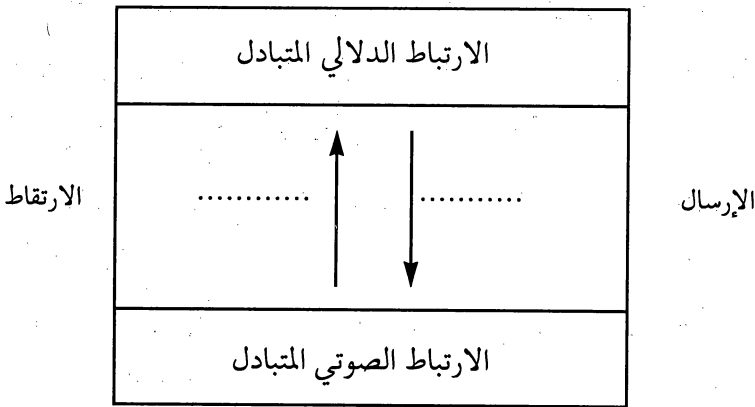 الارتباط الدلالي المتبادل
الإرسال ........... ........... الارتقاط
الارتباط الصوتي المتبادل